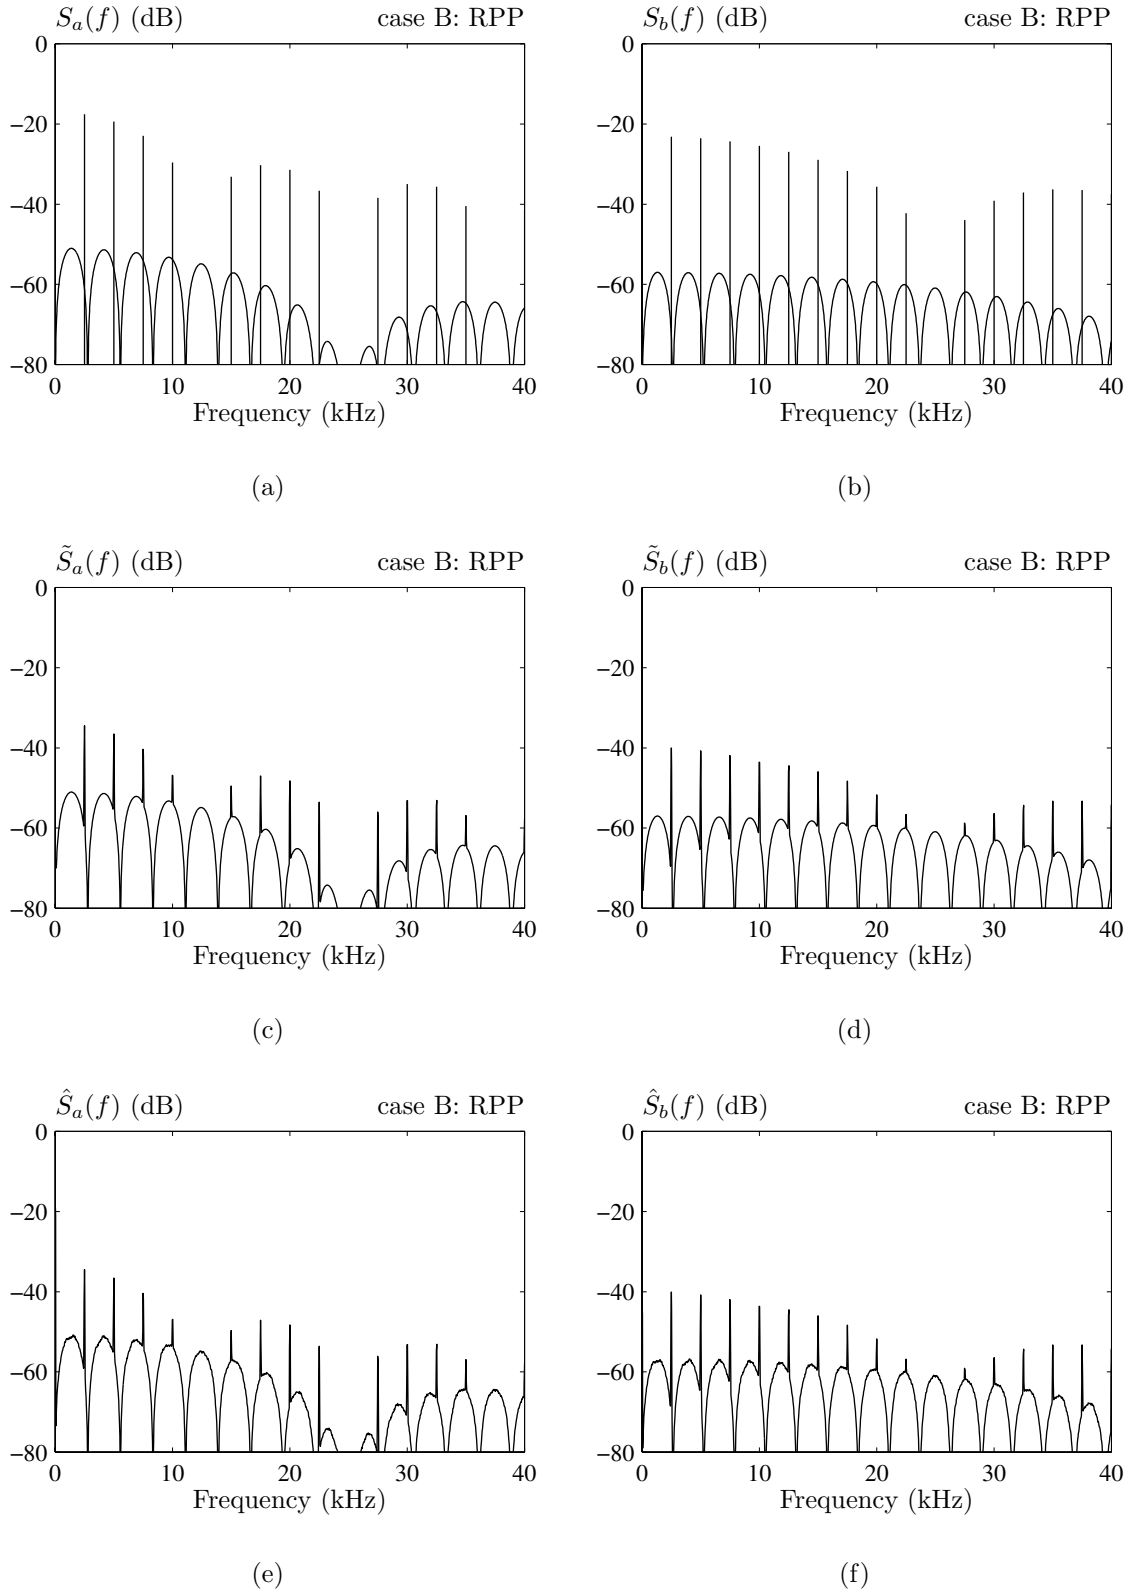 Sₐ(f) (dB) case B: RPP
S_b(f) (dB) case B: RPP
0
−20
−40
−60
−80
0 10 20 30 40
Frequency (kHz)
0
−20
−40
−60
−80
0 10 20 30 40
Frequency (kHz)
(a)
(b)
S̃ₐ(f) (dB) case B: RPP
S̃_b(f) (dB) case B: RPP
0
−20
−40
−60
−80
0 10 20 30 40
Frequency (kHz)
0
−20
−40
−60
−80
0 10 20 30 40
Frequency (kHz)
(c)
(d)
Ŝₐ(f) (dB) case B: RPP
Ŝ_b(f) (dB) case B: RPP
0
−20
−40
−60
−80
0 10 20 30 40
Frequency (kHz)
0
−20
−40
−60
−80
0 10 20 30 40
Frequency (kHz)
(e)
(f)